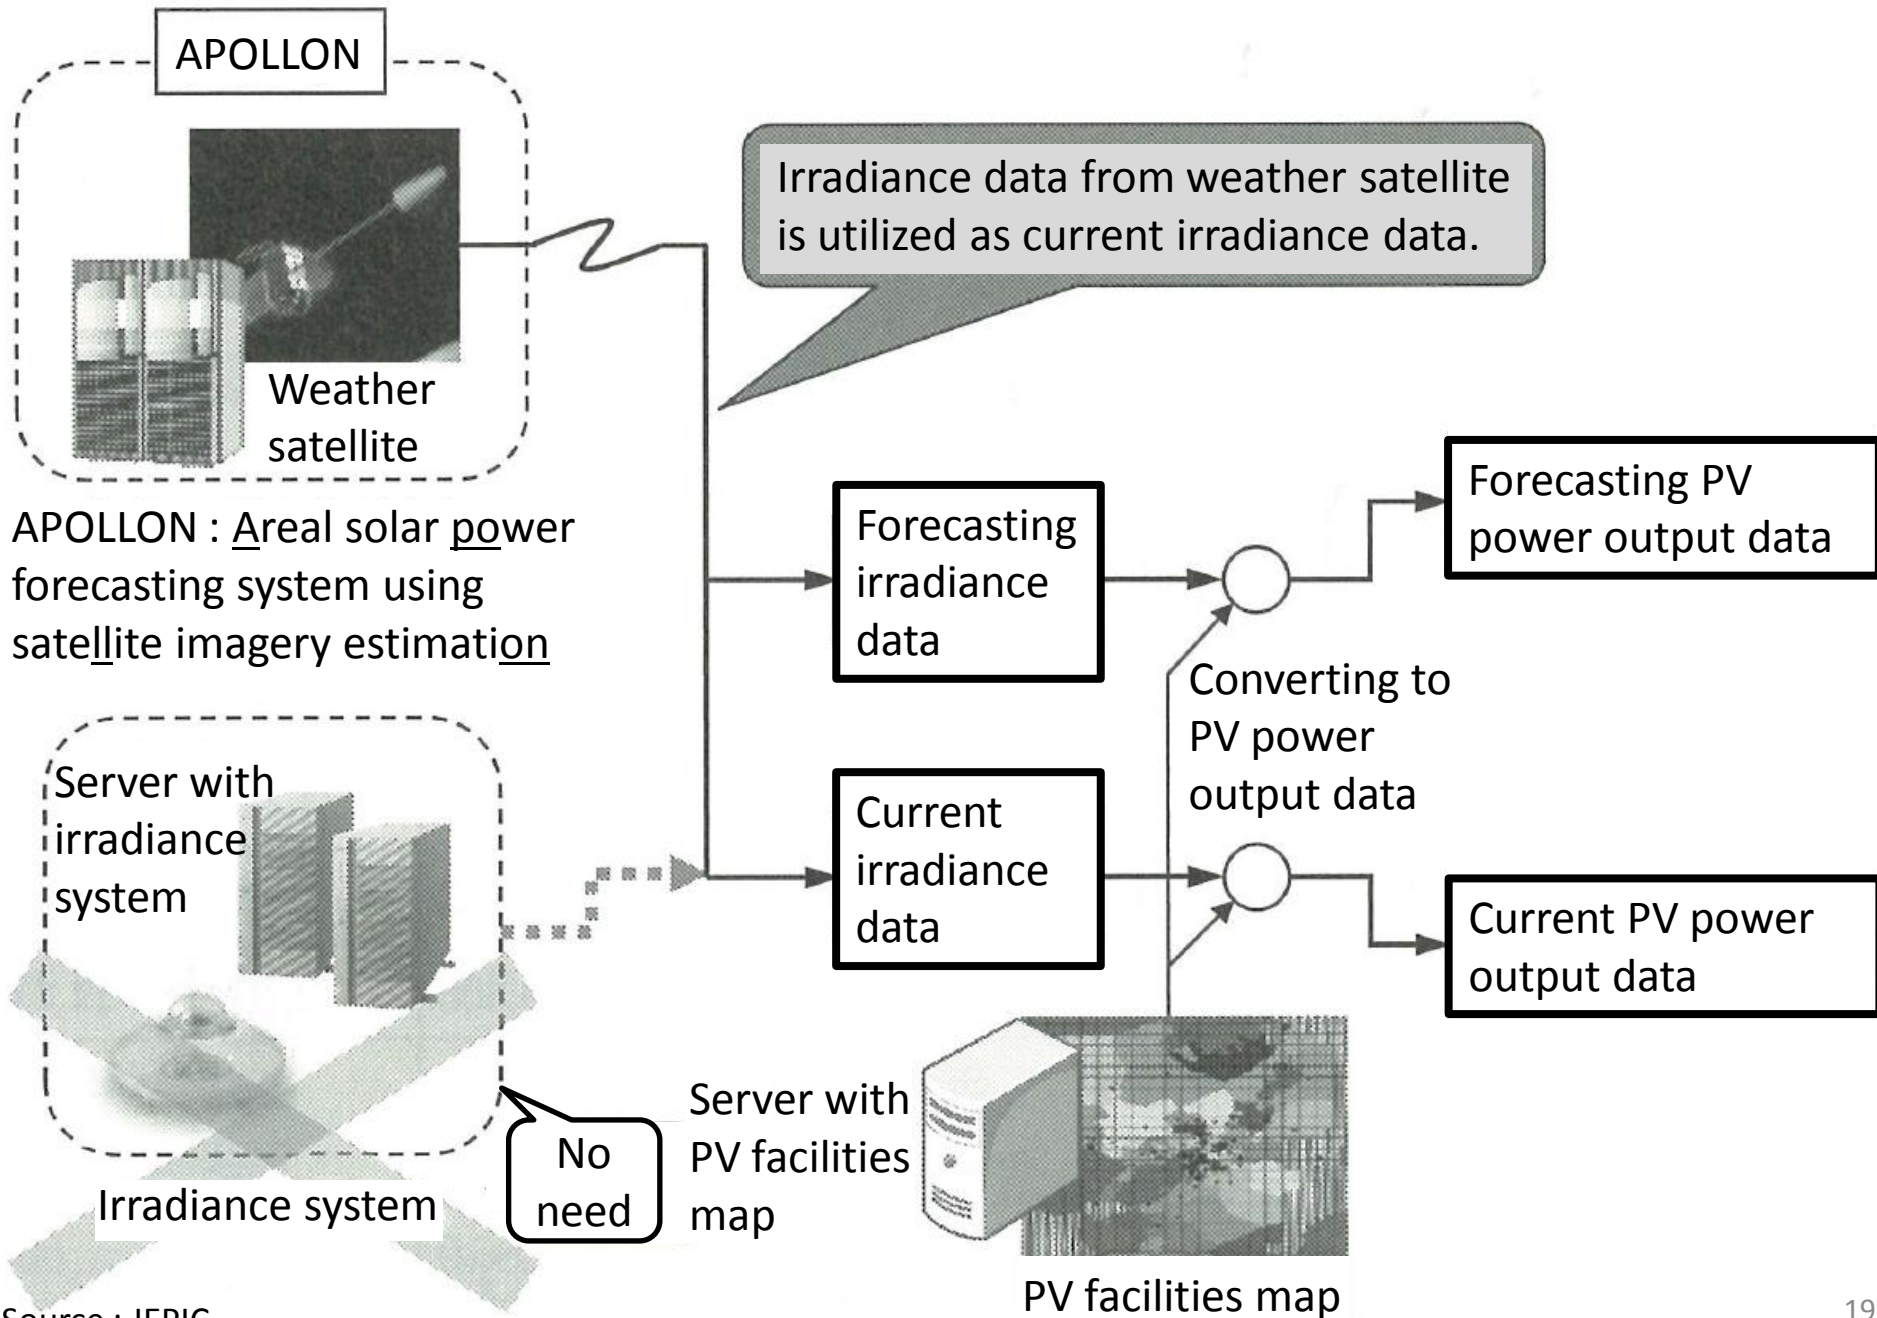 APOLLON
Irradiance data from weather satellite
is utilized as current irradiance data.
Weather
satellite
APOLLON : Areal solar power
forecasting system using
satellite imagery estimation
Forecasting
irradiance
data
Forecasting PV
power output data
Converting to
PV power
output data
Server with
irradiance
system
Current
irradiance
data
Current PV power
output data
Irradiance system
No
need
Server with
PV facilities
map
PV facilities map
Source : JEPIC
19